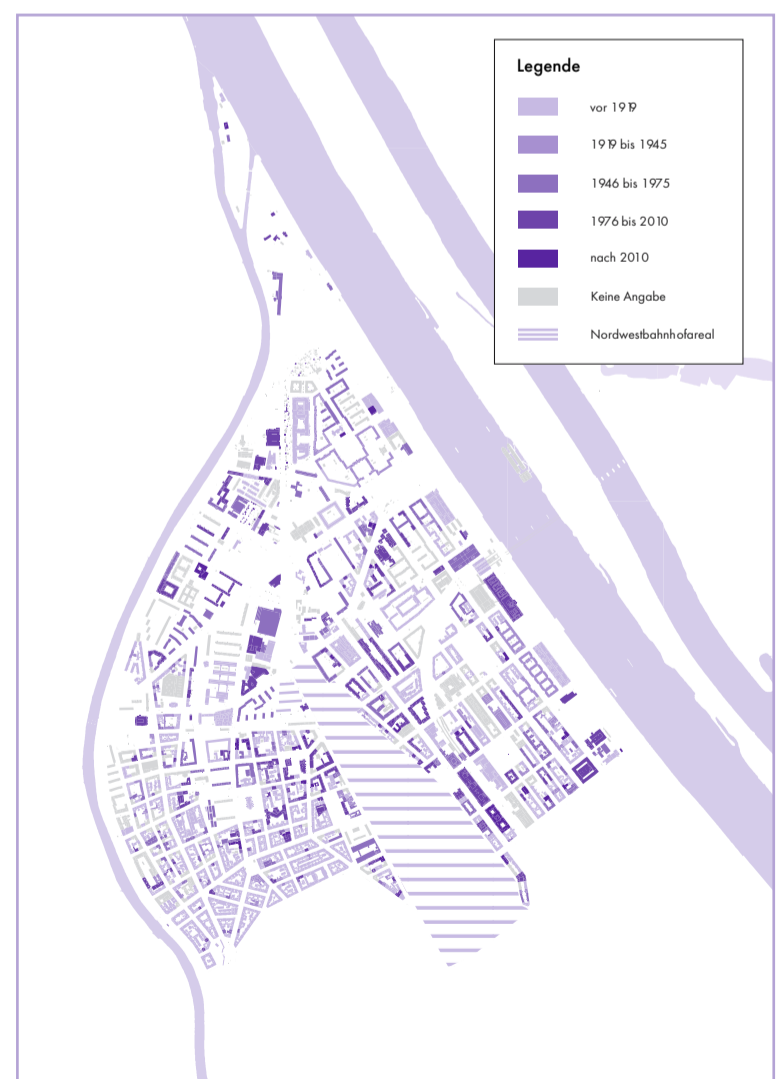 Legende
vor 1919
1919 bis 1945
1946 bis 1975
1976 bis 2010
nach 2010
Keine Angabe
Nordwestbahnhofareal